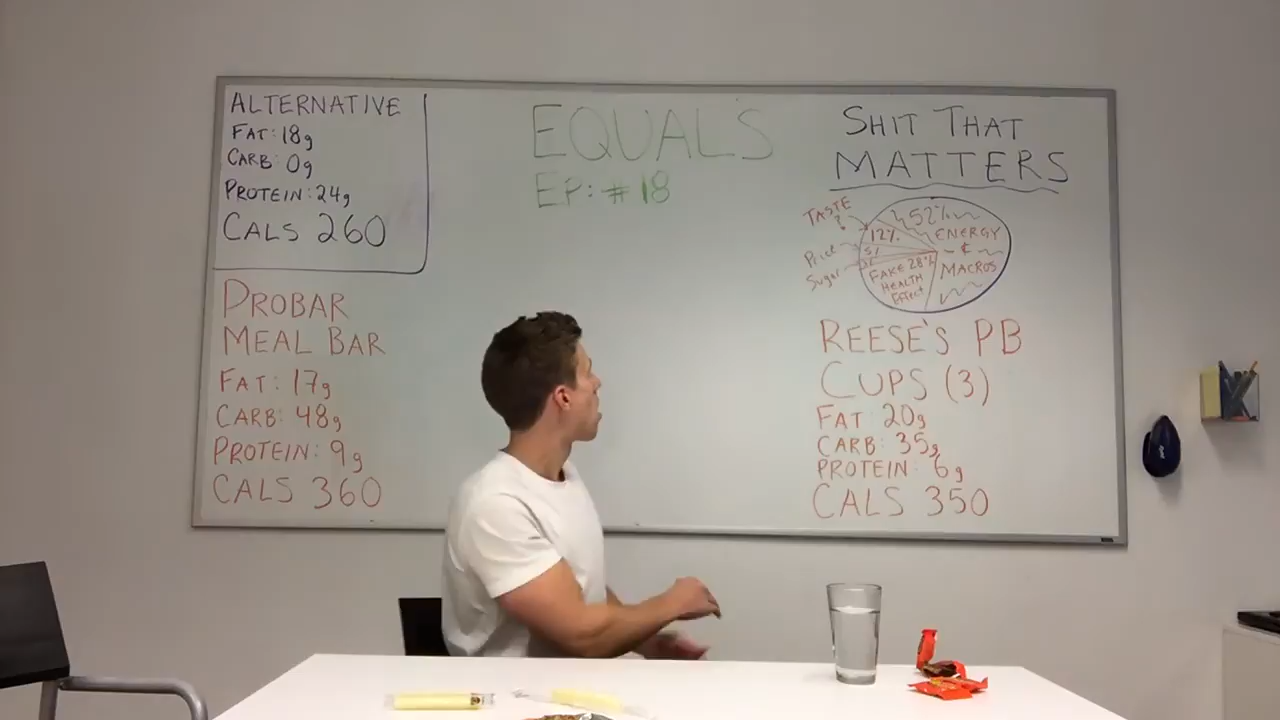 ALTERNATIVE
FAT: 18g
CARB: 0g
PROTEIN: 24g
CALS 260
PROBAR
MEAL BAR
FAT: 17g
CARB: 48g
PROTEIN: 9g
CALS 360
EQUAL'S
EP: #18
SHIT THAT
MATTERS
TASTE
12%
52%
ENERGY
&
MACROS
Price
5%
Sugar
3%
FAKE 28%
HEALTH
Effect
REESE'S PB
CUPS (3)
FAT: 20g
CARB: 35g
PROTEIN: 6g
CALS 350